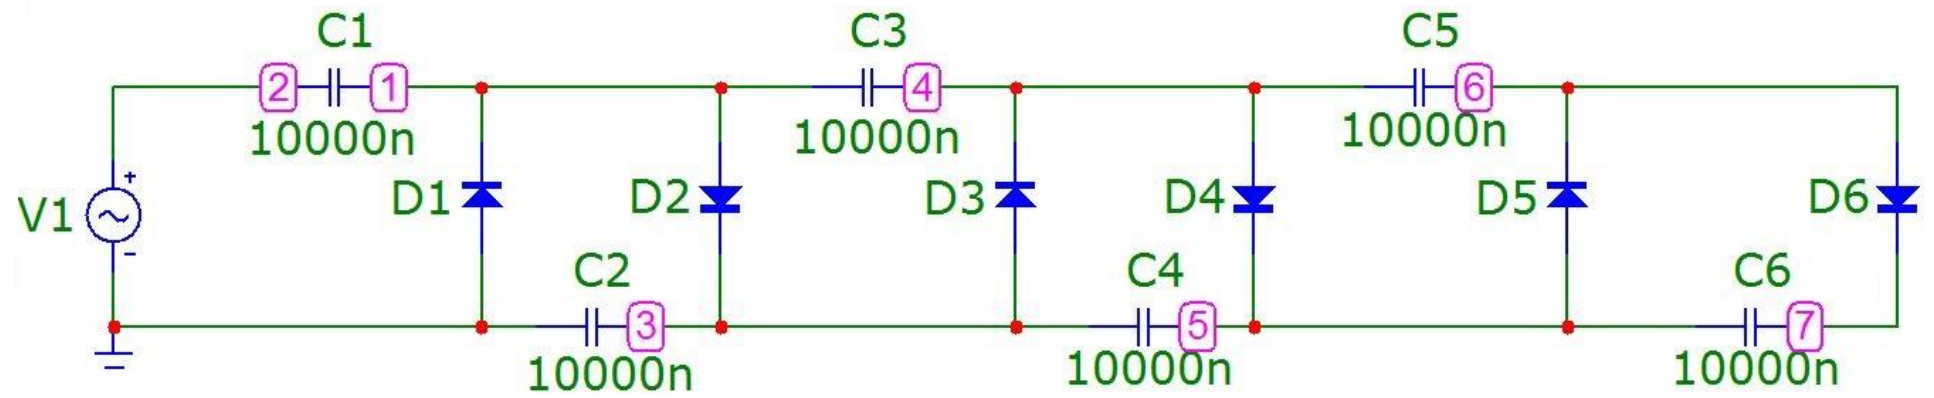 C1 C3 C5
2 1 4 6
10000n 10000n 10000n
V1 + D1 D2 D3 D4 D5 D6
-
C2 C4 C6
3 5 7
10000n 10000n 10000n